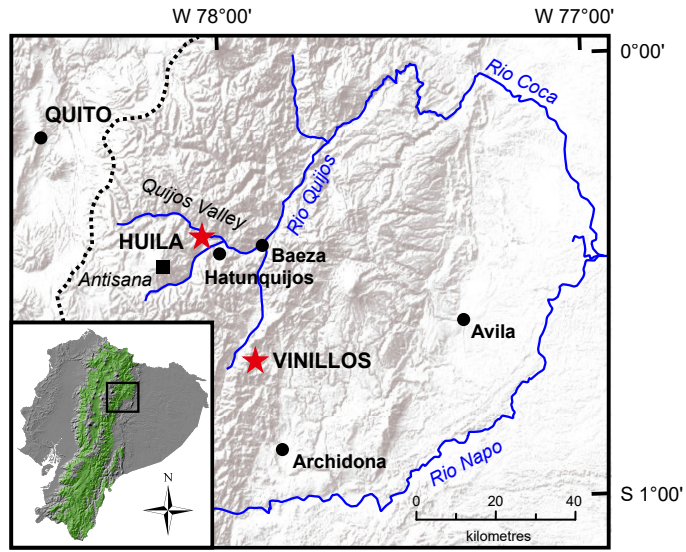 W 78°00'
W 77°00'
0°00'
Rio Coca
QUITO
Quijos Valley
Rio Quijos
HUILA
Baeza
Antisana
Hatunquijos
Avila
VINILLOS
Archidona
Rio Napo
N
S 1°00'
0 20 40
kilometres